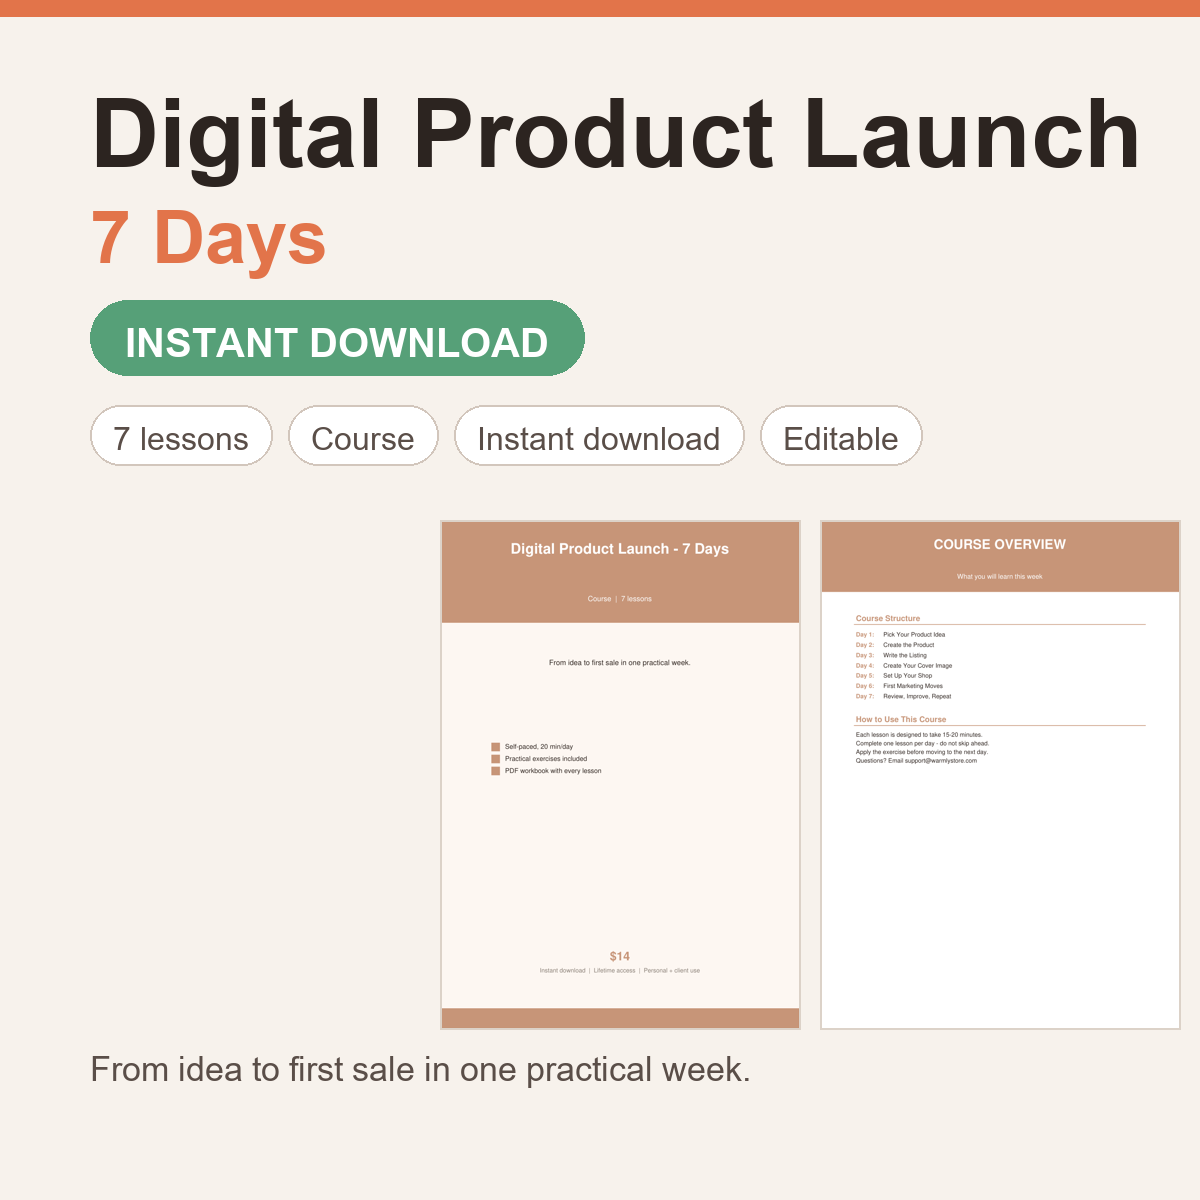 Digital Product Launch
7 Days
INSTANT DOWNLOAD
7 lessons
Course
Instant download
Editable
Digital Product Launch - 7 Days
Course | 7 lessons
From idea to first sale in one practical week.
Self-paced, 20 min/day
Practical exercises included
PDF workbook with every lesson
$14
Instant download | Lifetime access | Personal + client use
COURSE OVERVIEW
What you will learn this week
Course Structure
Day 1: Pick Your Product Idea
Day 2: Create the Product
Day 3: Write the Listing
Day 4: Create Your Cover Image
Day 5: Set Up Your Shop
Day 6: First Marketing Moves
Day 7: Review, Improve, Repeat
How to Use This Course
Each lesson is designed to take 15-20 minutes.
Complete one lesson per day - do not skip ahead.
Apply the exercise before moving to the next day.
Questions? Email support@warmlystore.com
From idea to first sale in one practical week.